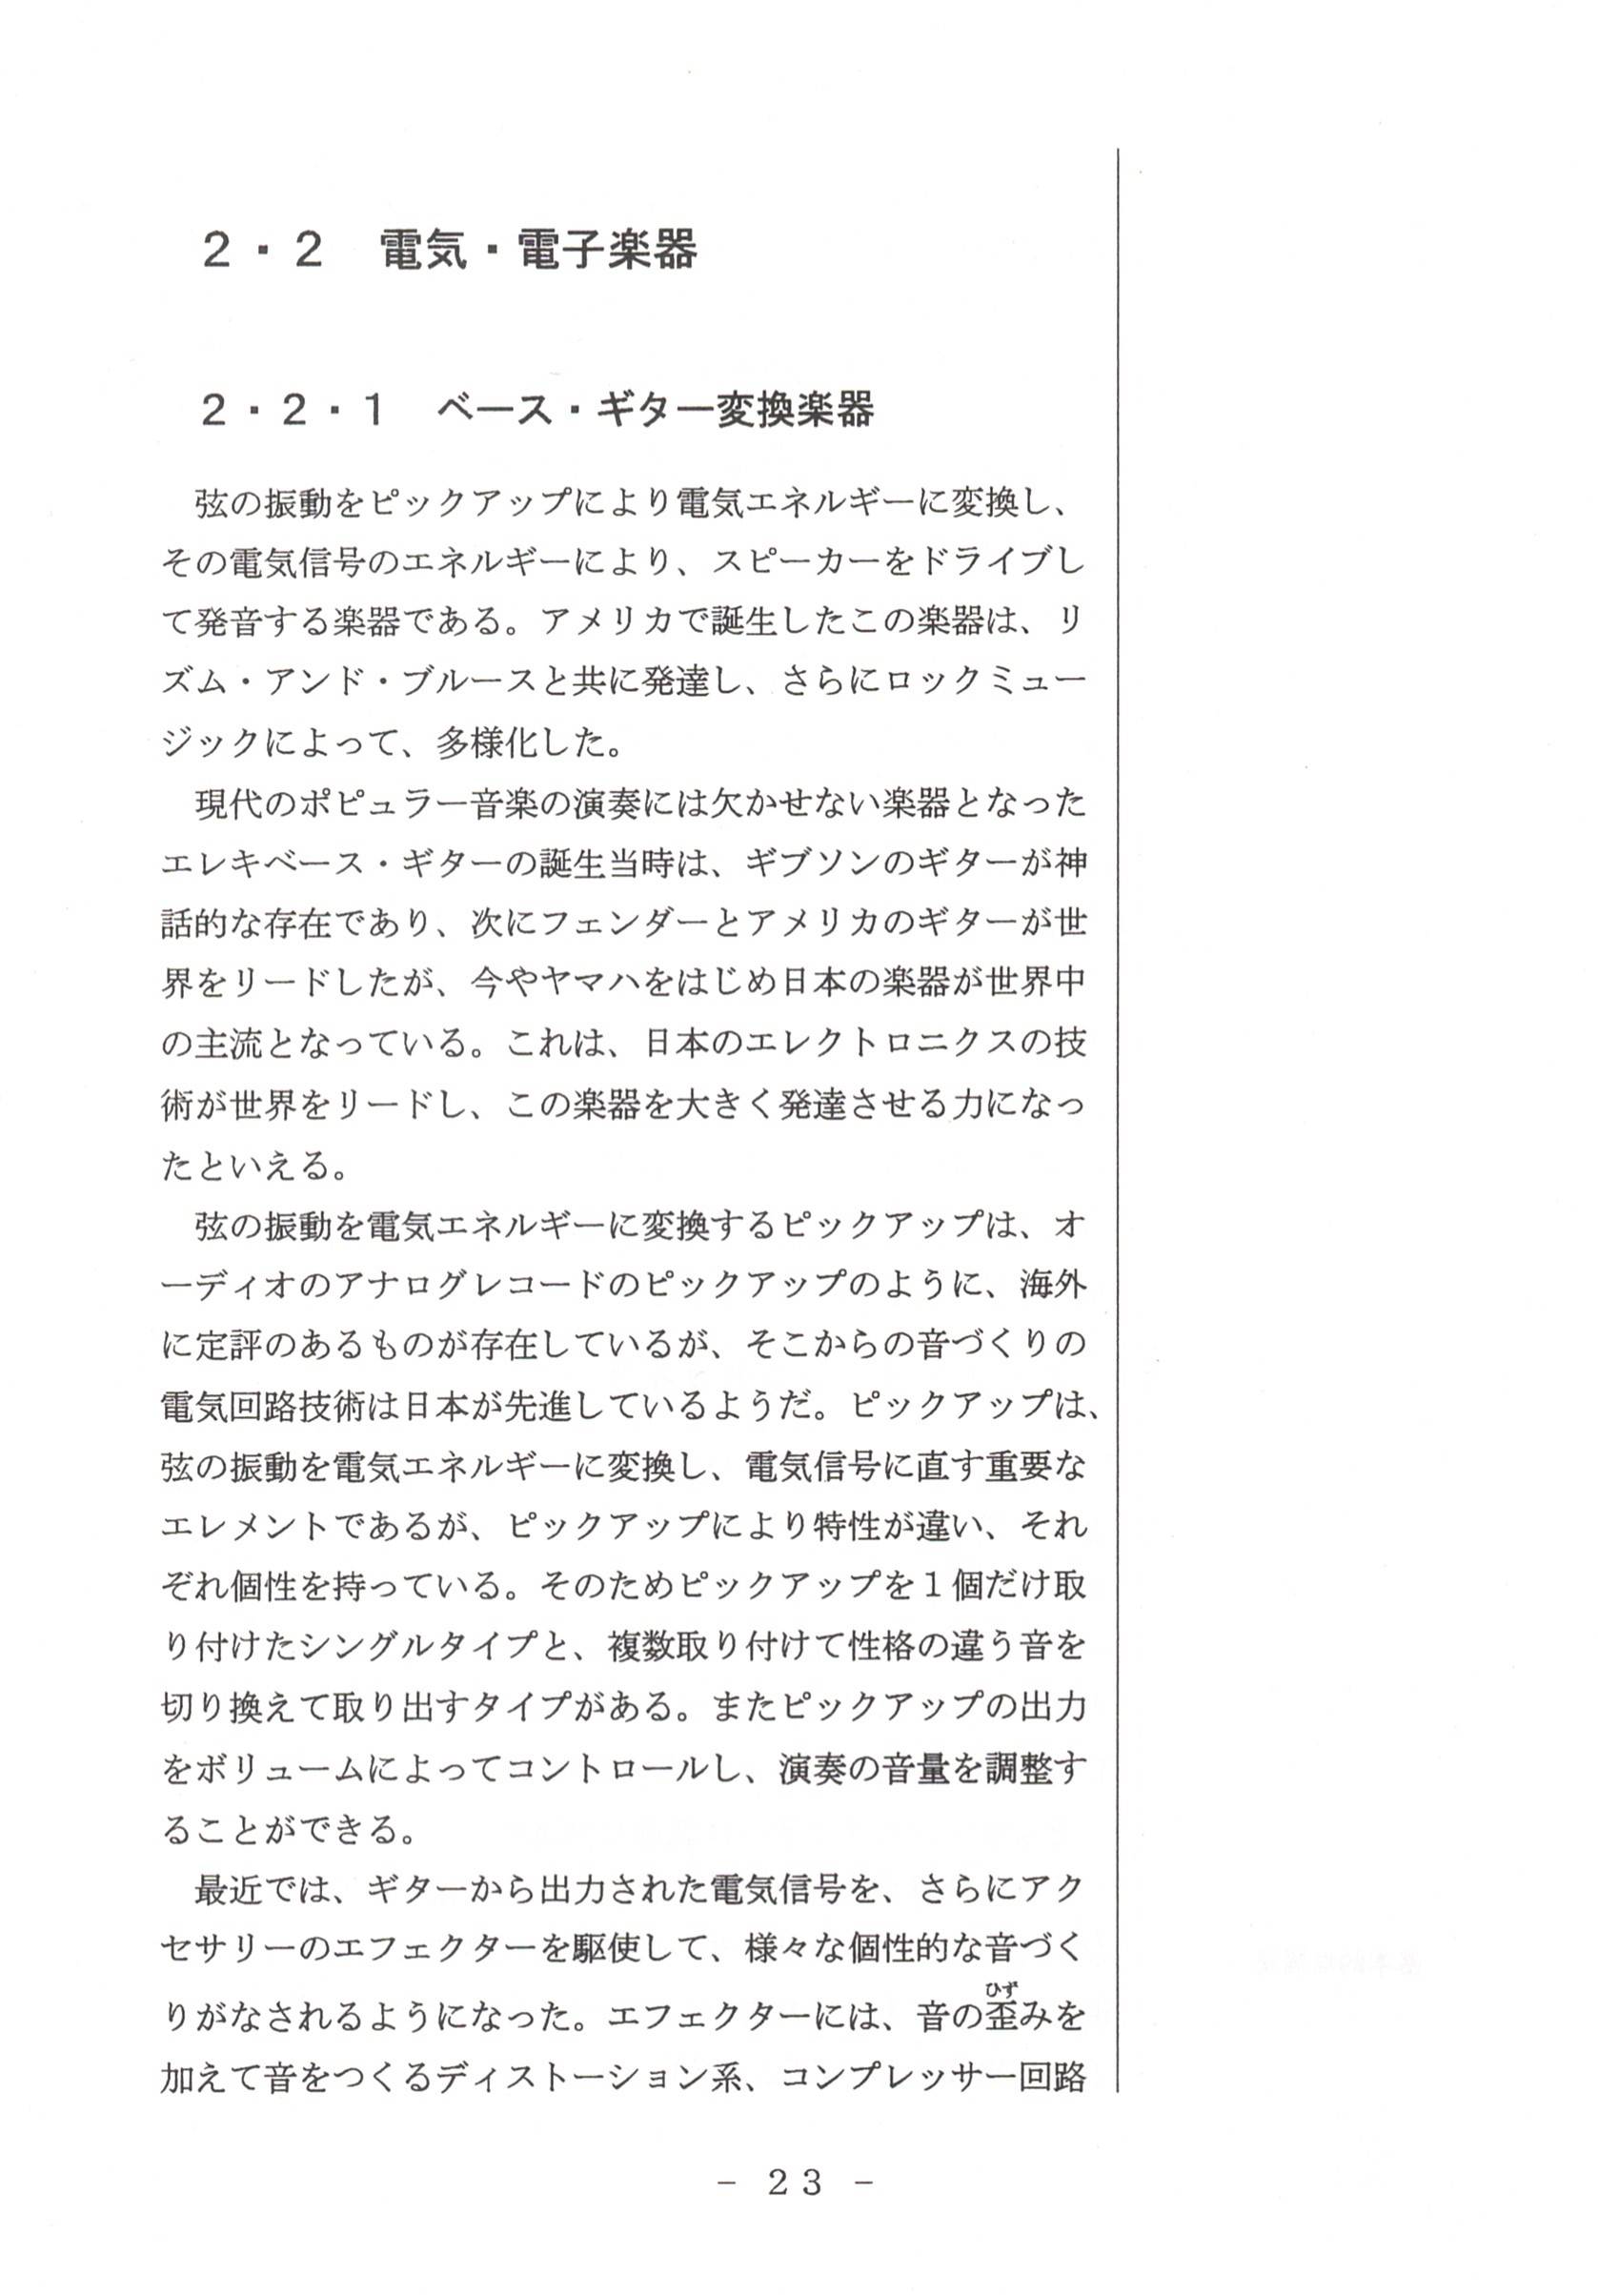 2・2　電気・電子楽器
2・2・1　ベース・ギター変換楽器
弦の振動をピックアップにより電気エネルギーに変換し、
その電気信号のエネルギーにより、スピーカーをドライブし
て発音する楽器である。アメリカで誕生したこの楽器は、リ
ズム・アンド・ブルースと共に発達し、さらにロックミュー
ジックによって、多様化した。
現代のポピュラー音楽の演奏には欠かせない楽器となった
エレキベース・ギターの誕生当時は、ギブソンのギターが神
話的な存在であり、次にフェンダーとアメリカのギターが世
界をリードしたが、今やヤマハをはじめ日本の楽器が世界中
の主流となっている。これは、日本のエレクトロニクスの技
術が世界をリードし、この楽器を大きく発達させる力になっ
たといえる。
弦の振動を電気エネルギーに変換するピックアップは、オ
ーディオのアナログレコードのピックアップのように、海外
に定評のあるものが存在しているが、そこからの音づくりの
電気回路技術は日本が先進しているようだ。ピックアップは、
弦の振動を電気エネルギーに変換し、電気信号に直す重要な
エレメントであるが、ピックアップにより特性が違い、それ
ぞれ個性を持っている。そのためピックアップを1個だけ取
り付けたシングルタイプと、複数取り付けて性格の違う音を
切り換えて取り出すタイプがある。またピックアップの出力
をボリュームによってコントロールし、演奏の音量を調整す
ることができる。
最近では、ギターから出力された電気信号を、さらにアク
セサリーのエフェクターを駆使して、様々な個性的な音づく
ひず
りがなされるようになった。エフェクターには、音の歪みを
加えて音をつくるディストーション系、コンプレッサー回路
- 23 -